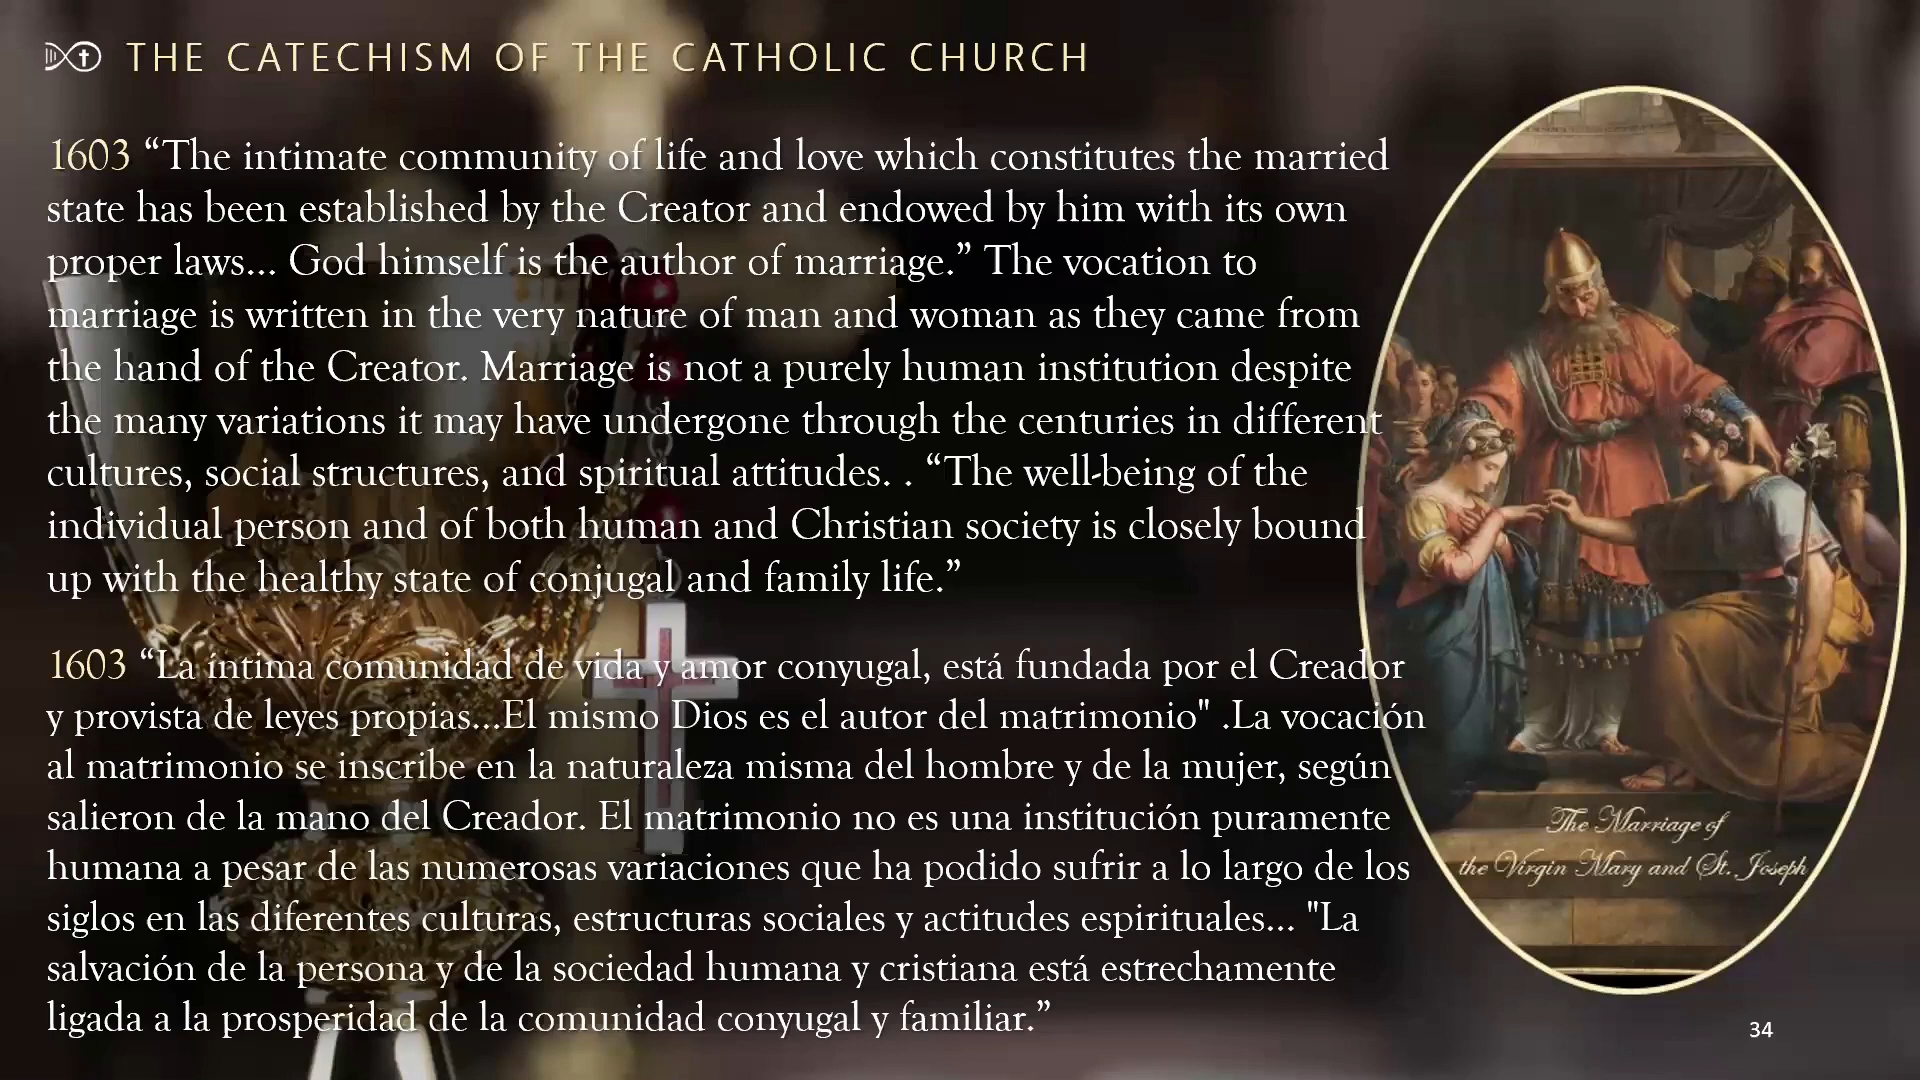 THE CATECHISM OF THE CATHOLIC CHURCH
1603 “The intimate community of life and love which constitutes the married
state has been established by the Creator and endowed by him with its own
proper laws... God himself is the author of marriage.” The vocation to
marriage is written in the very nature of man and woman as they came from
the hand of the Creator. Marriage is not a purely human institution despite
the many variations it may have undergone through the centuries in different
cultures, social structures, and spiritual attitudes. . “The well-being of the
individual person and of both human and Christian society is closely bound
up with the healthy state of conjugal and family life.”
1603 “La íntima comunidad de vida y amor conyugal, está fundada por el Creador
y provista de leyes propias...El mismo Dios es el autor del matrimonio" .La vocación
al matrimonio se inscribe en la naturaleza misma del hombre y de la mujer, según
salieron de la mano del Creador. El matrimonio no es una institución puramente
humana a pesar de las numerosas variaciones que ha podido sufrir a lo largo de los
siglos en las diferentes culturas, estructuras sociales y actitudes espirituales... "La
salvación de la persona y de la sociedad humana y cristiana está estrechamente
ligada a la prosperidad de la comunidad conyugal y familiar.”
The Marriage of
the Virgin Mary and St. Joseph
34